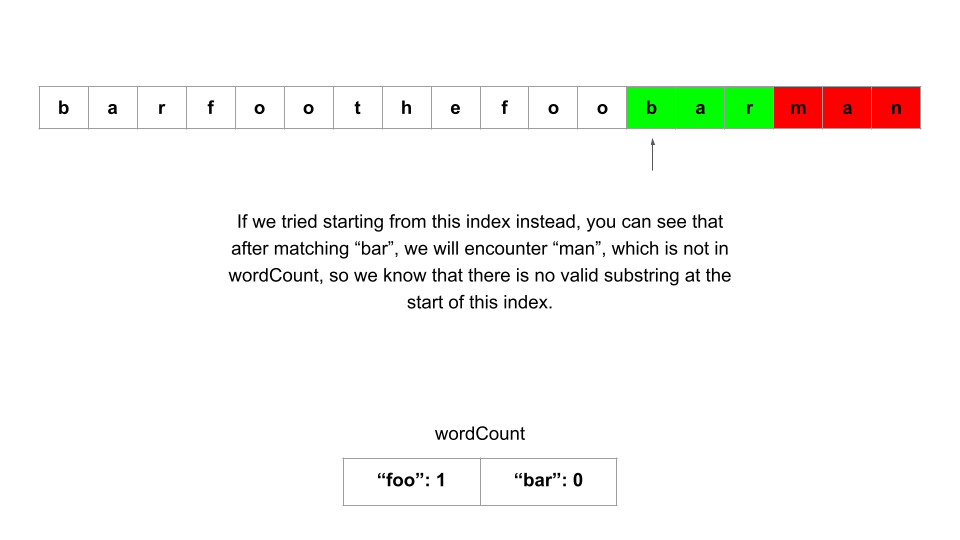 b a r f o o t h e f o o b a r m a n
If we tried starting from this index instead, you can see that
after matching “bar”, we will encounter “man”, which is not in
wordCount, so we know that there is no valid substring at the
start of this index.
wordCount
“foo”: 1 “bar”: 0